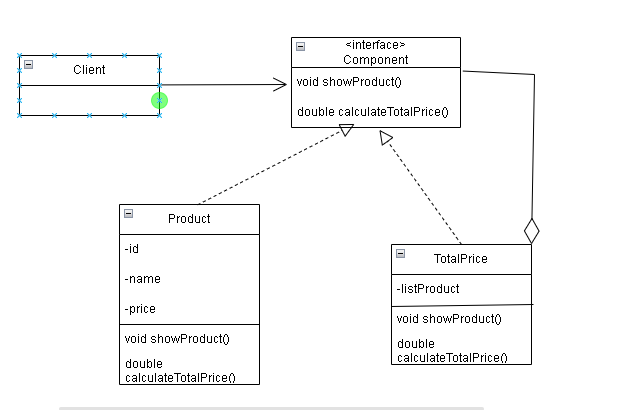 Client
<interface>
Component
void showProduct()
double calculateTotalPrice()
Product
-id
-name
-price
void showProduct()
double
calculateTotalPrice()
TotalPrice
-listProduct
void showProduct()
double
calculateTotalPrice()